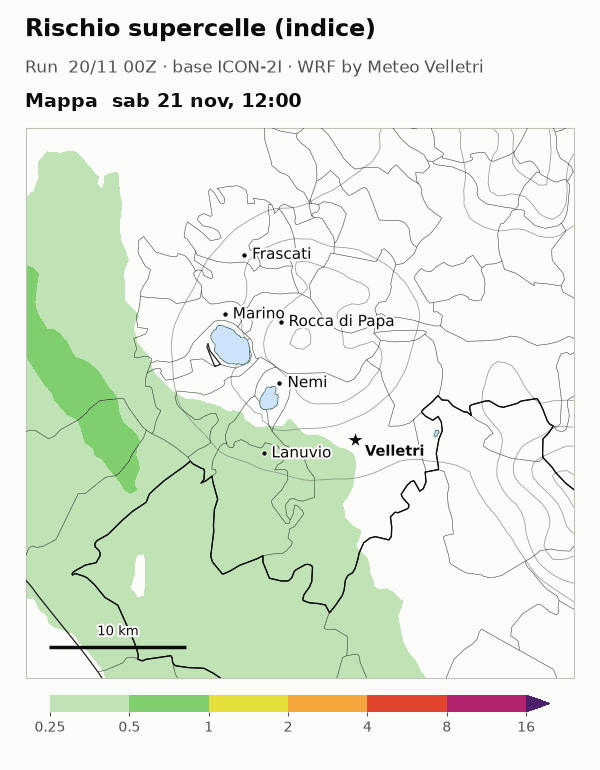 Rischio supercelle (indice)
Run  20/11 00Z · base ICON-2I · WRF by Meteo Velletri
Mappa  sab 21 nov, 12:00
Frascati
Marino
Rocca di Papa
Nemi
Velletri
Lanuvio
10 km
0.25 0.5 1 2 4 8 16